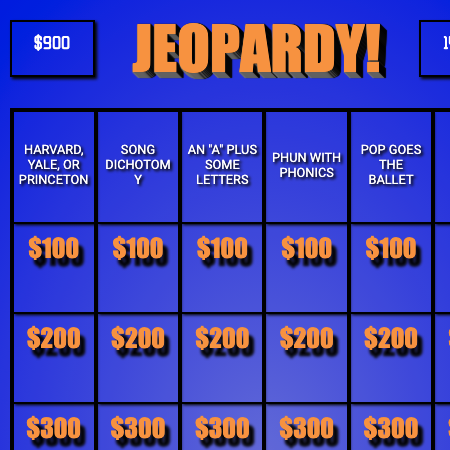 $900
JEOPARDY!
HARVARD,
YALE, OR
PRINCETON
SONG
DICHOTOM
Y
AN "A" PLUS
SOME
LETTERS
PHUN WITH
PHONICS
POP GOES
THE
BALLET
$100 $100 $100 $100 $100
$200 $200 $200 $200 $200
$300 $300 $300 $300 $300